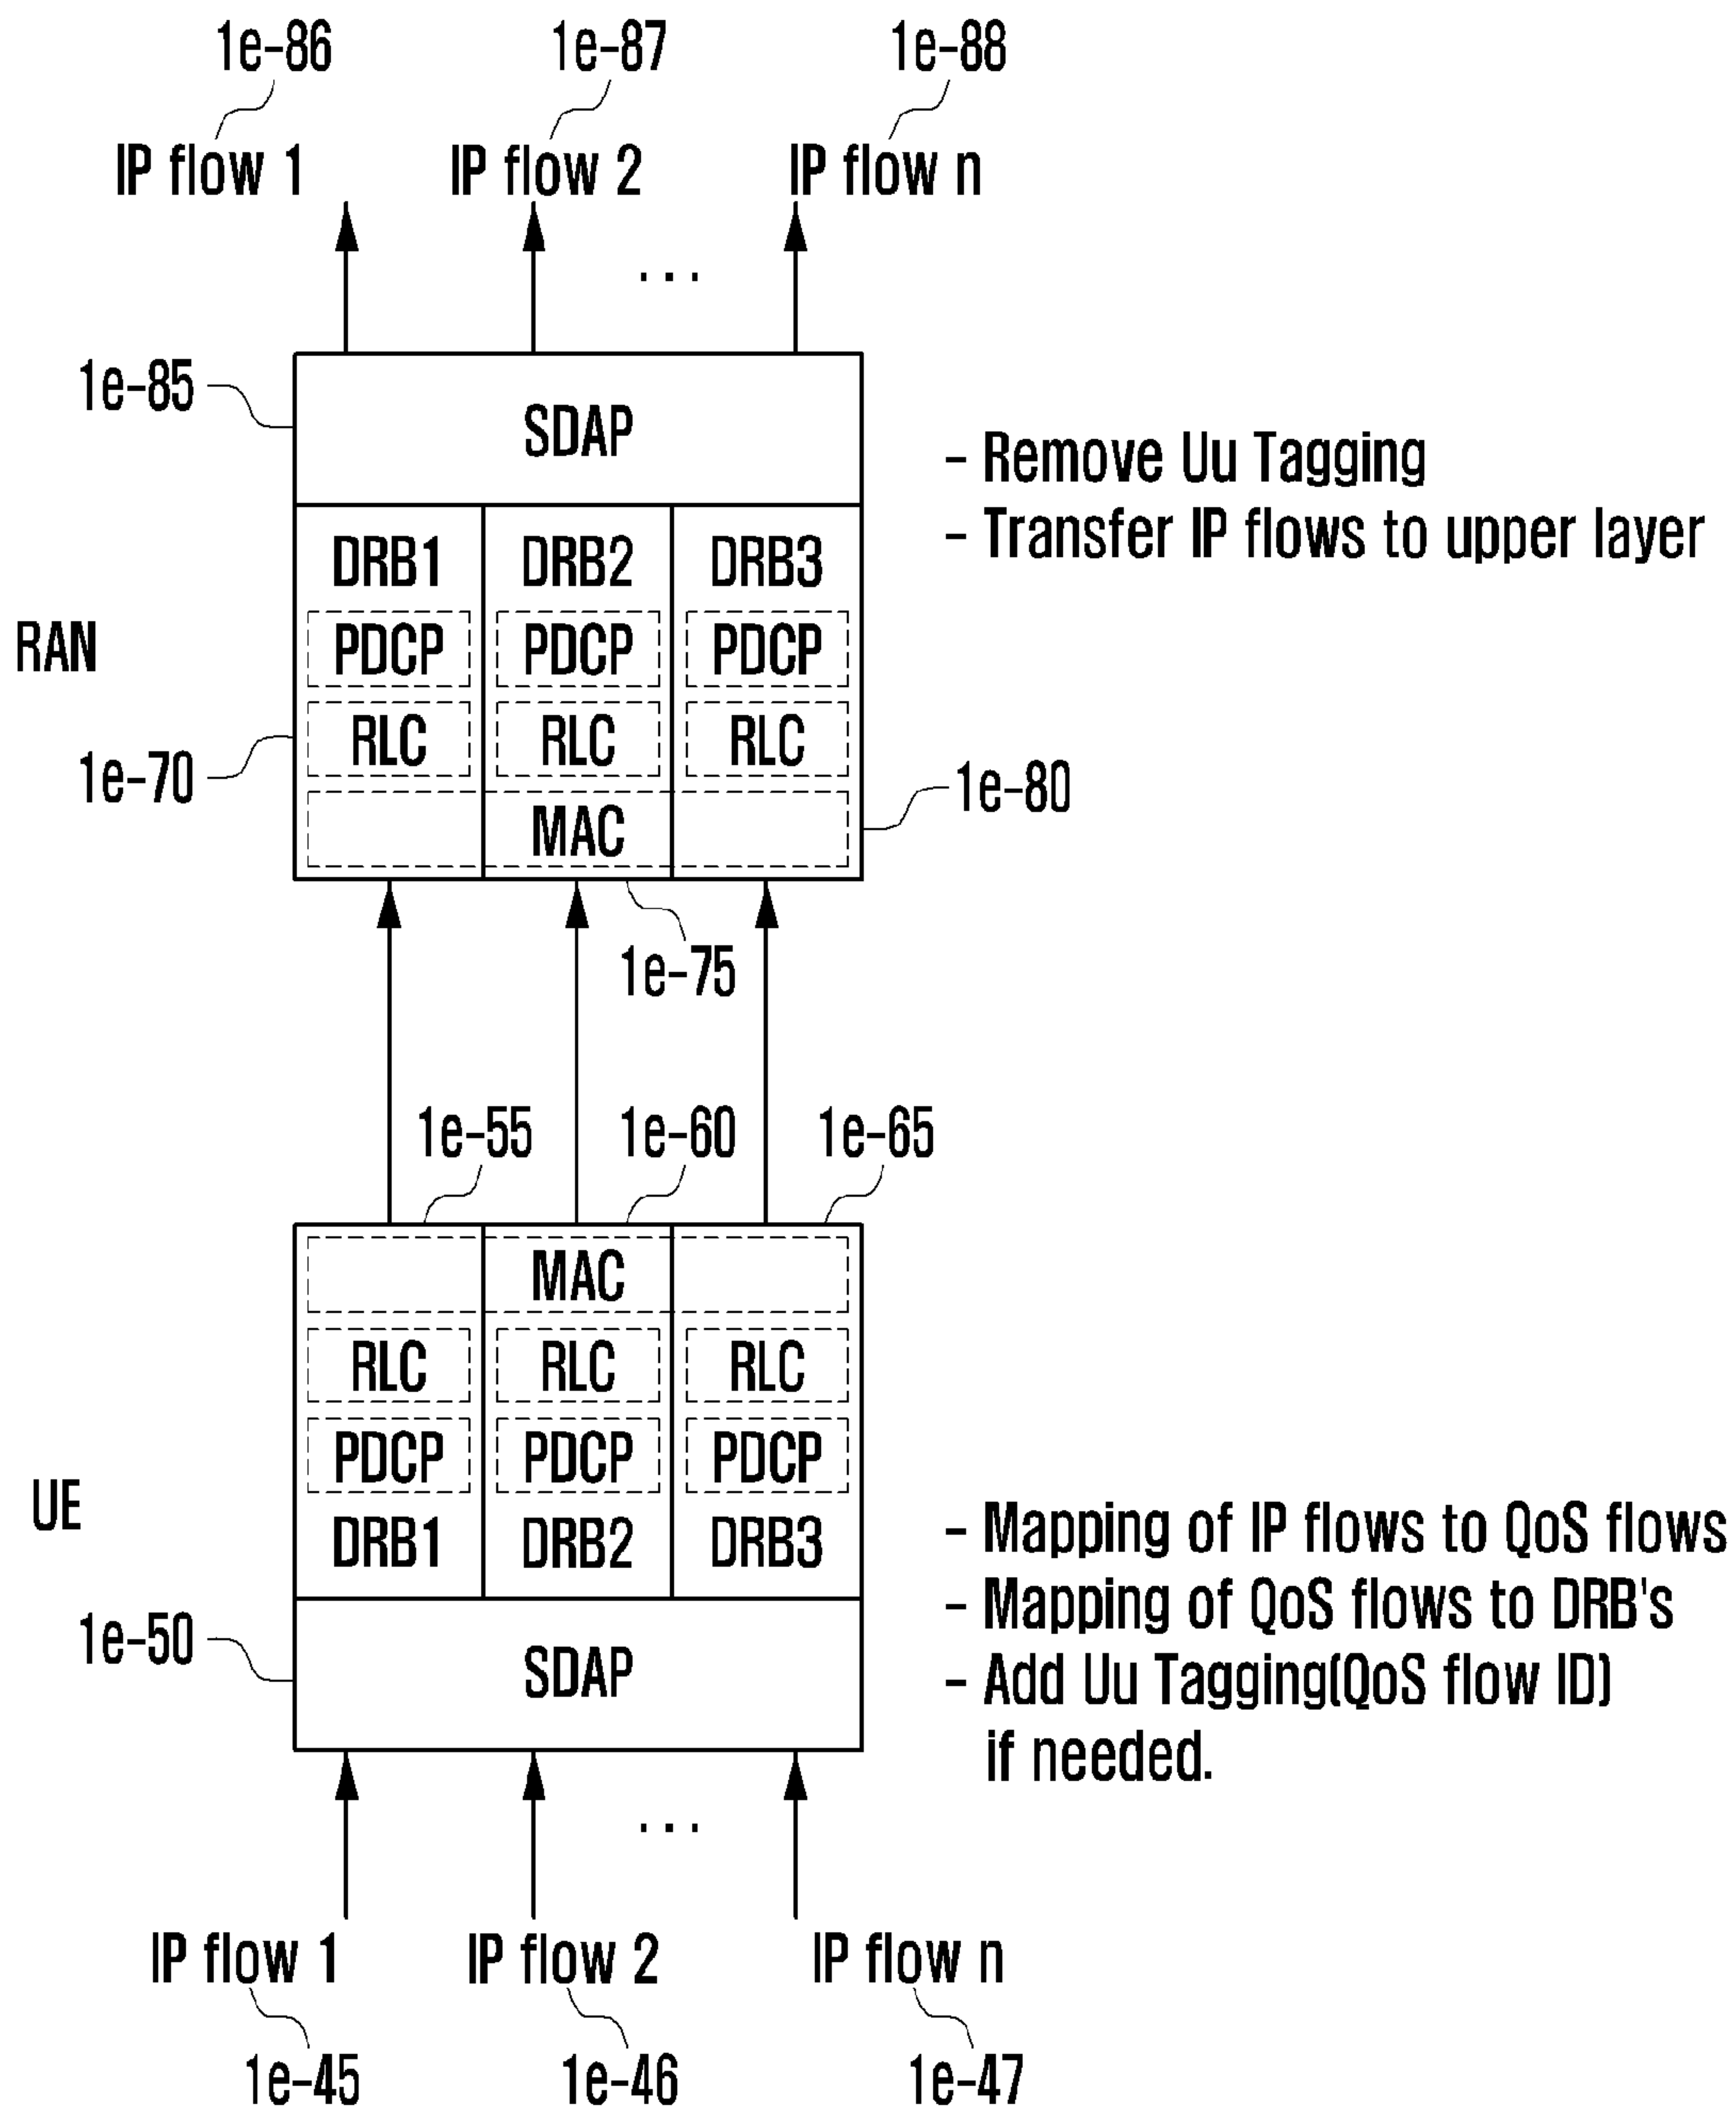 1e-86 1e-87 1e-88
IP flow 1 IP flow 2 IP flow n
...
1e-85
SDAP
- Remove Uu Tagging
- Transfer IP flows to upper layer
DRB1 DRB2 DRB3
RAN
PDCP PDCP PDCP
RLC RLC RLC
1e-70
1e-80
MAC
1e-75
1e-55 1e-60 1e-65
MAC
RLC RLC RLC
PDCP PDCP PDCP
UE
DRB1 DRB2 DRB3
- Mapping of IP flows to QoS flows
- Mapping of QoS flows to DRB's
- Add Uu Tagging(QoS flow ID)
if needed.
1e-50
SDAP
...
IP flow 1 IP flow 2 IP flow n
1e-45 1e-46 1e-47